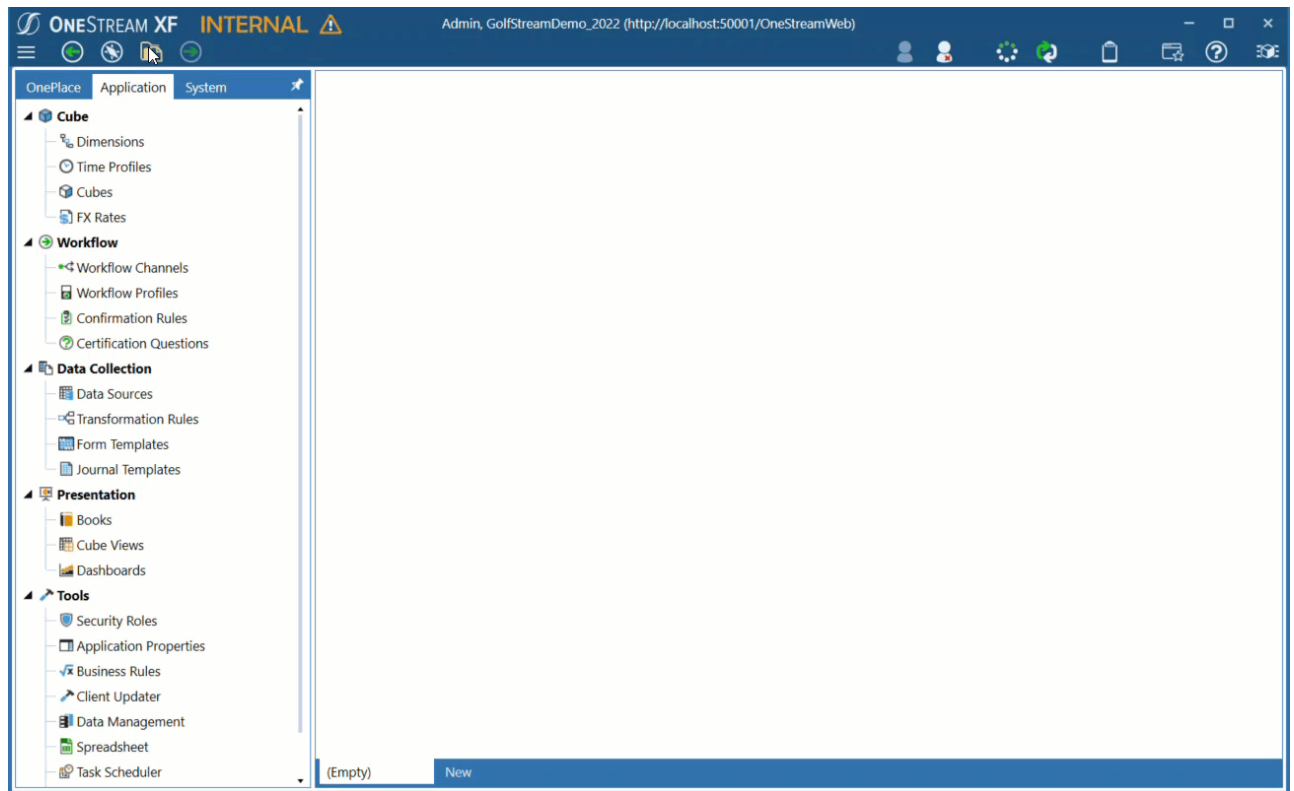 ONESTREAM XF INTERNAL
Admin, GolfStreamDemo_2022 (http://localhost:50001/OneStreamWeb)
OnePlace Application System
Cube
Dimensions
Time Profiles
Cubes
FX Rates
Workflow
Workflow Channels
Workflow Profiles
Confirmation Rules
Certification Questions
Data Collection
Data Sources
Transformation Rules
Form Templates
Journal Templates
Presentation
Books
Cube Views
Dashboards
Tools
Security Roles
Application Properties
Business Rules
Client Updater
Data Management
Spreadsheet
Task Scheduler
(Empty) New